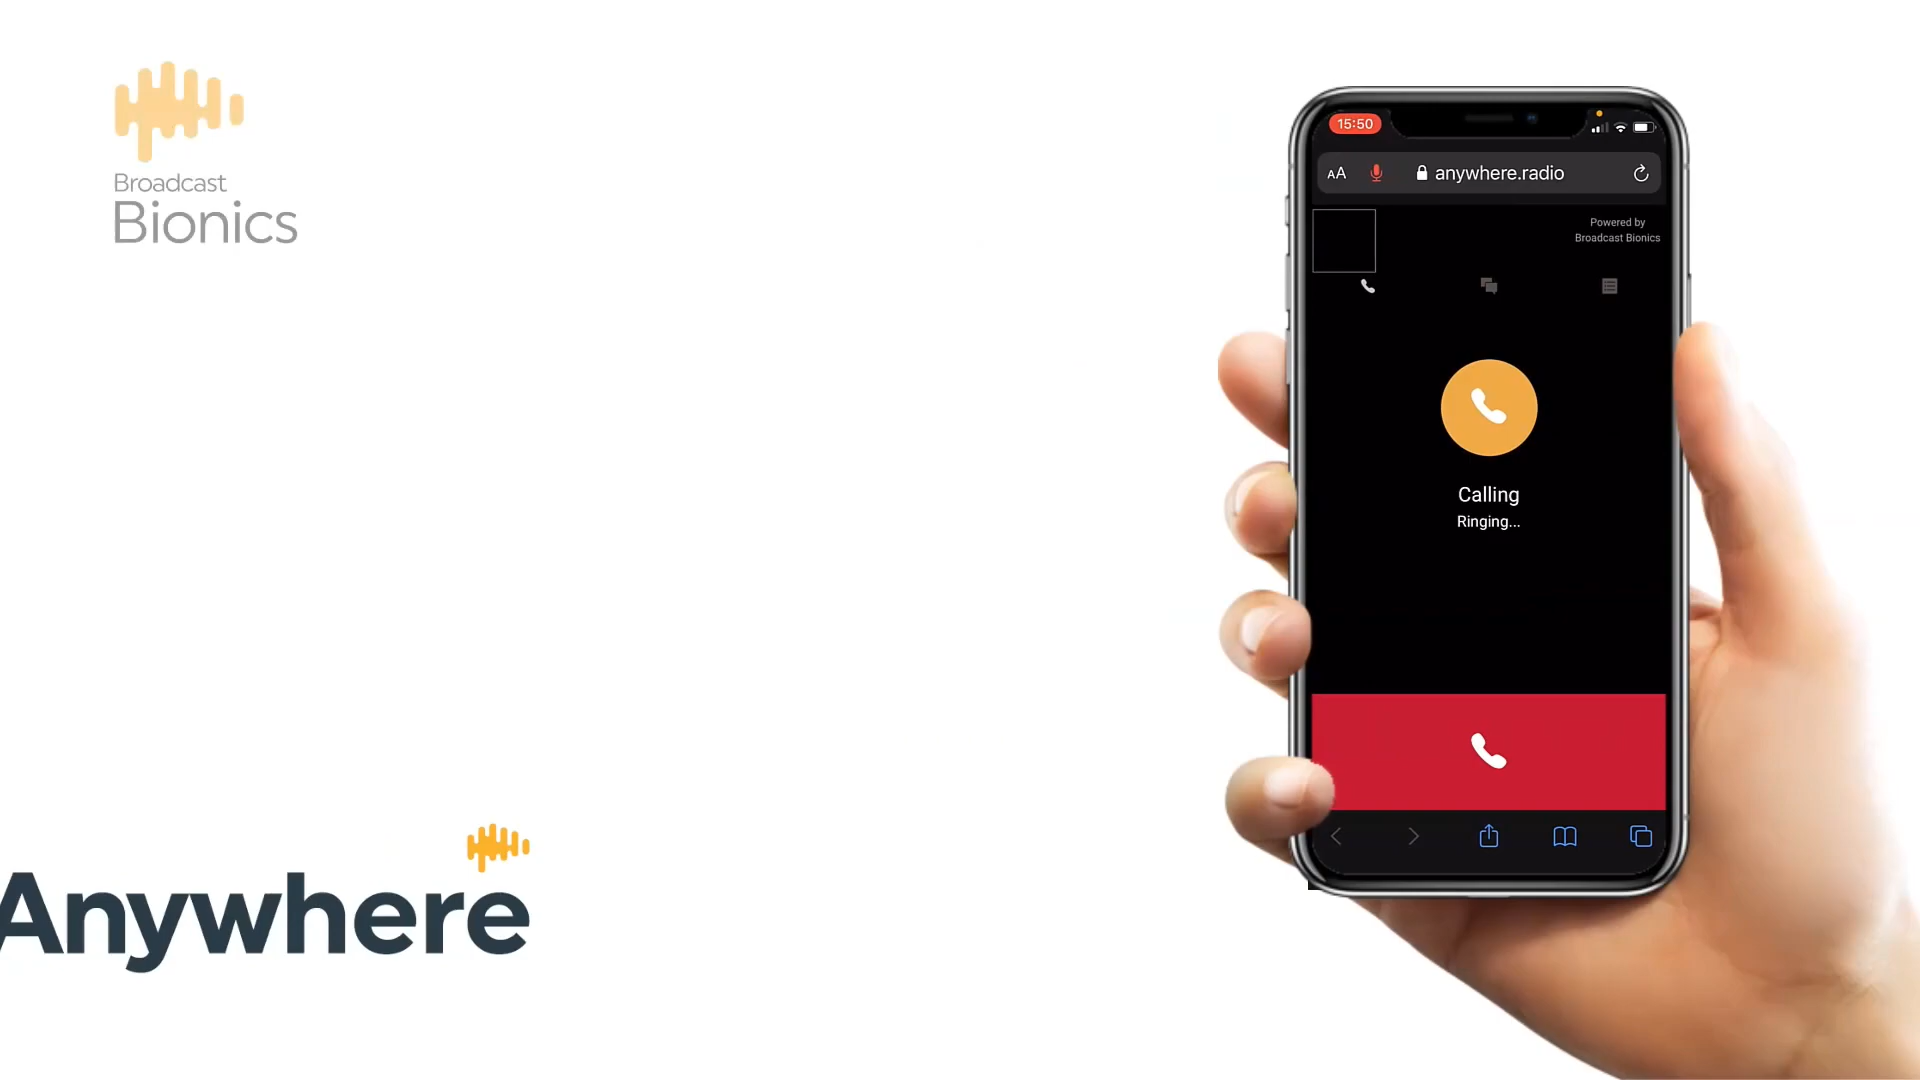 Broadcast
Bionics
15:50
AA
anywhere.radio
Powered by
Broadcast Bionics
Calling
Ringing...
Anywhere